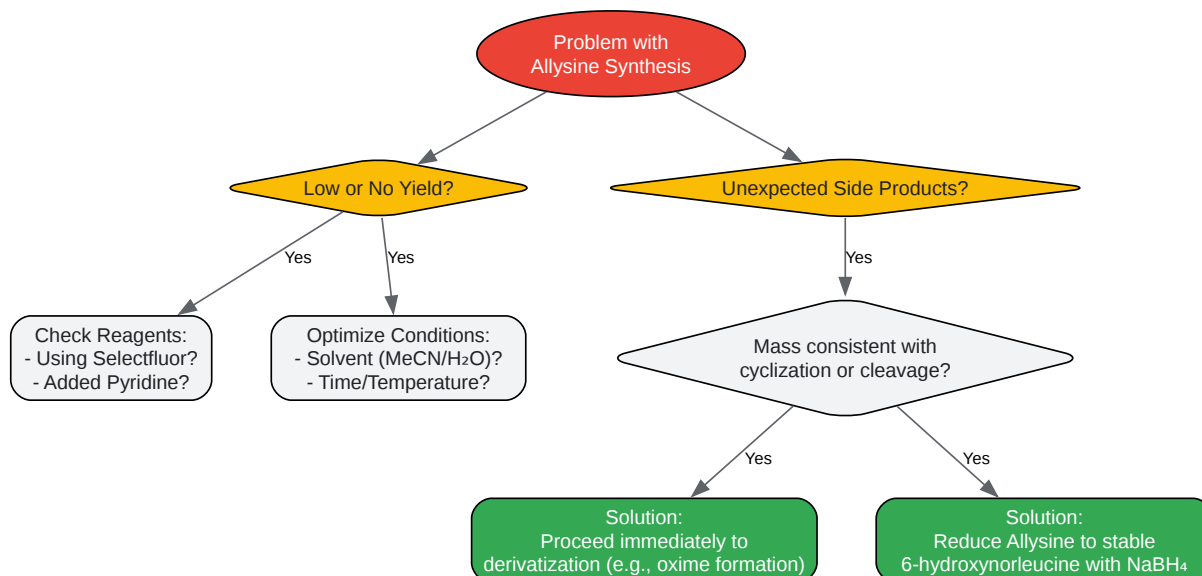 Problem with
Allysine Synthesis
Low or No Yield?
Unexpected Side Products?
Yes
Yes
Yes
Check Reagents:
- Using Selectfluor?
- Added Pyridine?
Optimize Conditions:
- Solvent (MeCN/H₂O)?
- Time/Temperature?
Mass consistent with
cyclization or cleavage?
Yes
Yes
Solution:
Proceed immediately to
derivatization (e.g., oxime formation)
Solution:
Reduce Allysine to stable
6-hydroxynorleucine with NaBH₄